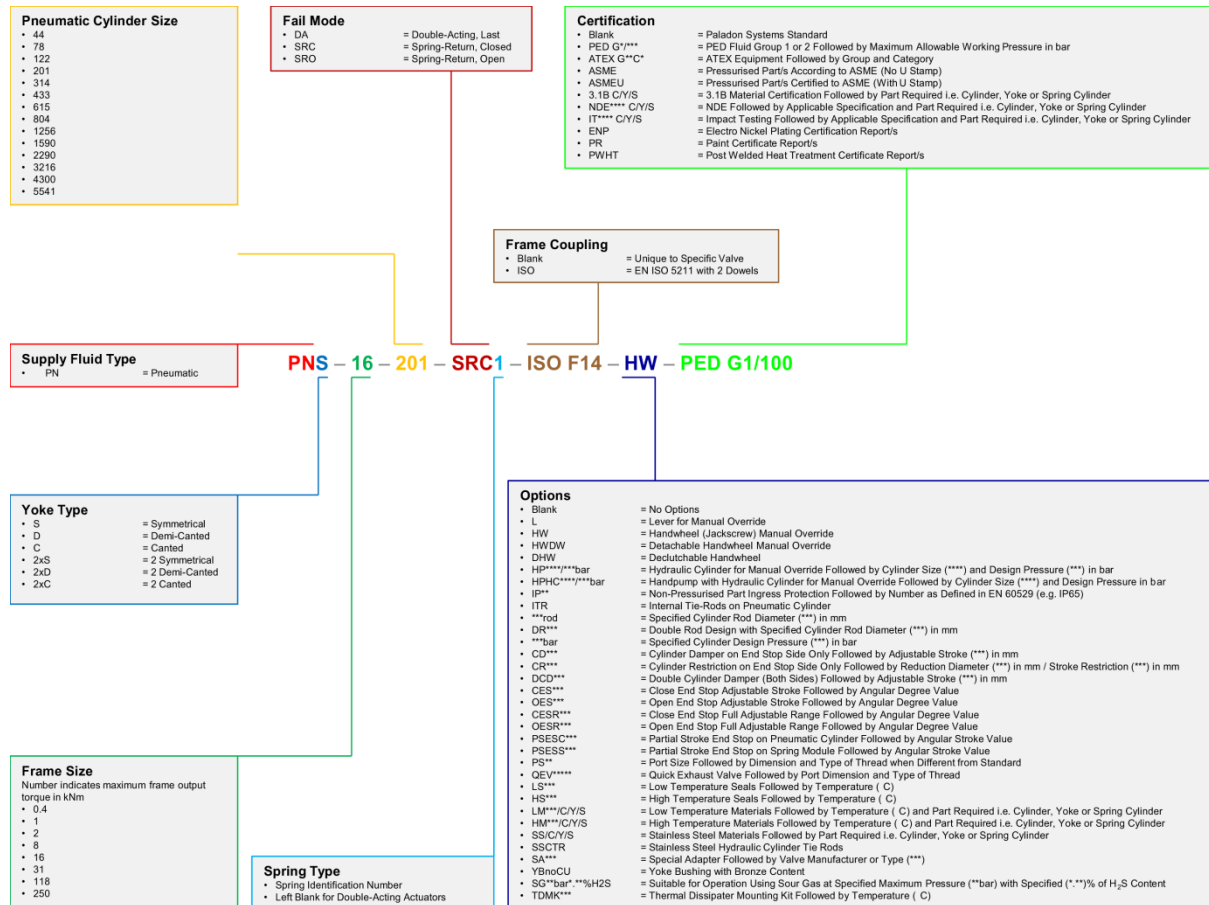 Pneumatic Cylinder Size
• 44
• 78
• 122
• 201
• 314
• 433
• 615
• 804
• 1256
• 1590
• 2290
• 3216
• 4300
• 5541
Fail Mode
• DA = Double-Acting, Last
• SRC = Spring-Return, Closed
• SRO = Spring-Return, Open
Certification
• Blank = Paladon Systems Standard
• PED G*/*** = PED Fluid Group 1 or 2 Followed by Maximum Allowable Working Pressure in bar
• ATEX G**C* = ATEX Equipment Followed by Group and Category
• ASME = Pressurised Part/s According to ASME (No U Stamp)
• ASMEU = Pressurised Part/s Certified to ASME (With U Stamp)
• 3.1B C/Y/S = 3.1B Material Certification Followed by Part Required i.e. Cylinder, Yoke or Spring Cylinder
• NDE**** C/Y/S = NDE Followed by Applicable Specification and Part Required i.e. Cylinder, Yoke or Spring Cylinder
• IT**** C/Y/S = Impact Testing Followed by Applicable Specification and Part Required i.e. Cylinder, Yoke or Spring Cylinder
• ENP = Electro Nickel Plating Certification Report/s
• PR = Paint Certificate Report/s
• PWHT = Post Welded Heat Treatment Certificate Report/s
Frame Coupling
• Blank = Unique to Specific Valve
• ISO = EN ISO 5211 with 2 Dowels
Supply Fluid Type
• PN = Pneumatic
PNS – 16 – 201 – SRC1 – ISO F14 – HW – PED G1/100
Yoke Type
• S = Symmetrical
• D = Demi-Canted
• C = Canted
• 2xS = 2 Symmetrical
• 2xD = 2 Demi-Canted
• 2xC = 2 Canted
Frame Size
Number indicates maximum frame output
torque in kNm
• 0.4
• 1
• 2
• 8
• 16
• 31
• 118
• 250
Spring Type
• Spring Identification Number
• Left Blank for Double-Acting Actuators
Options
• Blank = No Options
• L = Lever for Manual Override
• HW = Handwheel (Jackscrew) Manual Override
• HWDW = Detachable Handwheel Manual Override
• DHW = Declutchable Handwheel
• HP****/***bar = Hydraulic Cylinder for Manual Override Followed by Cylinder Size (****) and Design Pressure (***) in bar
• HPHC****/***bar = Handpump with Hydraulic Cylinder for Manual Override Followed by Cylinder Size (****) and Design Pressure in bar
• IP** = Non-Pressurised Part Ingress Protection Followed by Number as Defined in EN 60529 (e.g. IP65)
• ITR = Internal Tie-Rods on Pneumatic Cylinder
• ***rod = Specified Cylinder Rod Diameter (***) in mm
• DR*** = Double Rod Design with Specified Cylinder Rod Diameter (***) in mm
• ***bar = Specified Cylinder Design Pressure (***) in bar
• CD*** = Cylinder Damper on End Stop Side Only Followed by Adjustable Stroke (***) in mm
• CR*** = Cylinder Restriction on End Stop Side Only Followed by Reduction Diameter (***) in mm / Stroke Restriction (***) in mm
• DCD*** = Double Cylinder Damper (Both Sides) Followed by Adjustable Stroke (***) in mm
• CES*** = Close End Stop Adjustable Stroke Followed by Angular Degree Value
• OES*** = Open End Stop Adjustable Stroke Followed by Angular Degree Value
• CESR*** = Close End Stop Full Adjustable Range Followed by Angular Degree Value
• OESR*** = Open End Stop Full Adjustable Range Followed by Angular Degree Value
• PSESC*** = Partial Stroke End Stop on Pneumatic Cylinder Followed by Angular Stroke Value
• PSESS*** = Partial Stroke End Stop on Spring Module Followed by Angular Stroke Value
• PS** = Port Size Followed by Dimension and Type of Thread when Different from Standard
• QEV***** = Quick Exhaust Valve Followed by Port Dimension and Type of Thread
• LS*** = Low Temperature Seals Followed by Temperature ( C)
• HS*** = High Temperature Seals Followed by Temperature ( C)
• LM***/C/Y/S = Low Temperature Materials Followed by Temperature ( C) and Part Required i.e. Cylinder, Yoke or Spring Cylinder
• HM***/C/Y/S = High Temperature Materials Followed by Temperature ( C) and Part Required i.e. Cylinder, Yoke or Spring Cylinder
• SS/C/Y/S = Stainless Steel Materials Followed by Part Required i.e. Cylinder, Yoke or Spring Cylinder
• SSCTR = Stainless Steel Hydraulic Cylinder Tie Rods
• SA*** = Special Adapter Followed by Valve Manufacturer or Type (***)
• YBnoCU = Yoke Bushing with Bronze Content
• SG**bar*.**%H2S = Suitable for Operation Using Sour Gas at Specified Maximum Pressure (**bar) with Specified (*.**)% of H₂S Content
• TDMK*** = Thermal Dissipater Mounting Kit Followed by Temperature ( C)